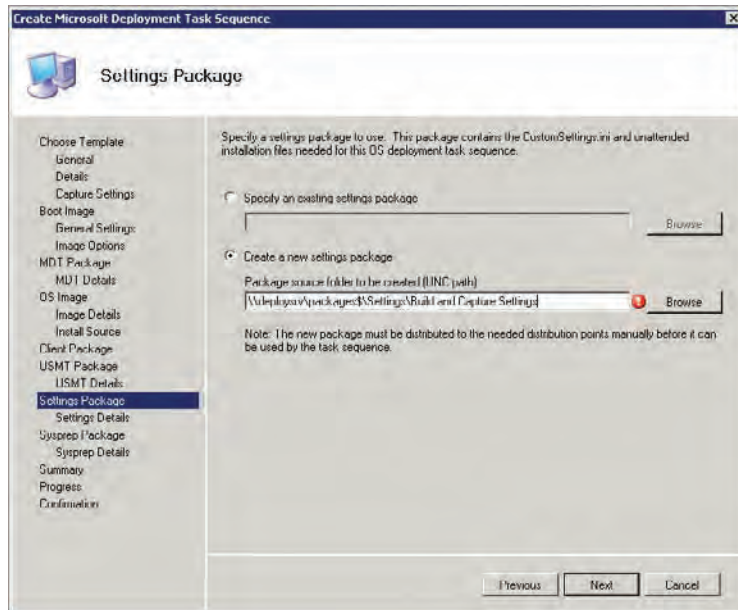 Create Microsoft Deployment Task Sequence
Settings Package
Choose Template
General
Details
Capture Settings
Boot Image
General Settings
Image Options
MDT Package
MDT Details
OS Image
Image Details
Install Source
Client Package
USMT Package
USMT Details
Settings Package
Settings Details
Sysprep Package
Sysprep Details
Summary
Progress
Confirmation
Specify a settings package to use. This package contains the CustomSettings.ini and unattended
installation files needed for this OS deployment task sequence.
Specify an existing settings package
Browse
Create a new settings package
Package source folder to be created (UNC path)
\\deploysrv\packages$\Settings\Build and Capture Settings
Browse
Note: The new package must be distributed to the needed distribution points manually before it can
be used by the task sequence.
Previous
Next
Cancel